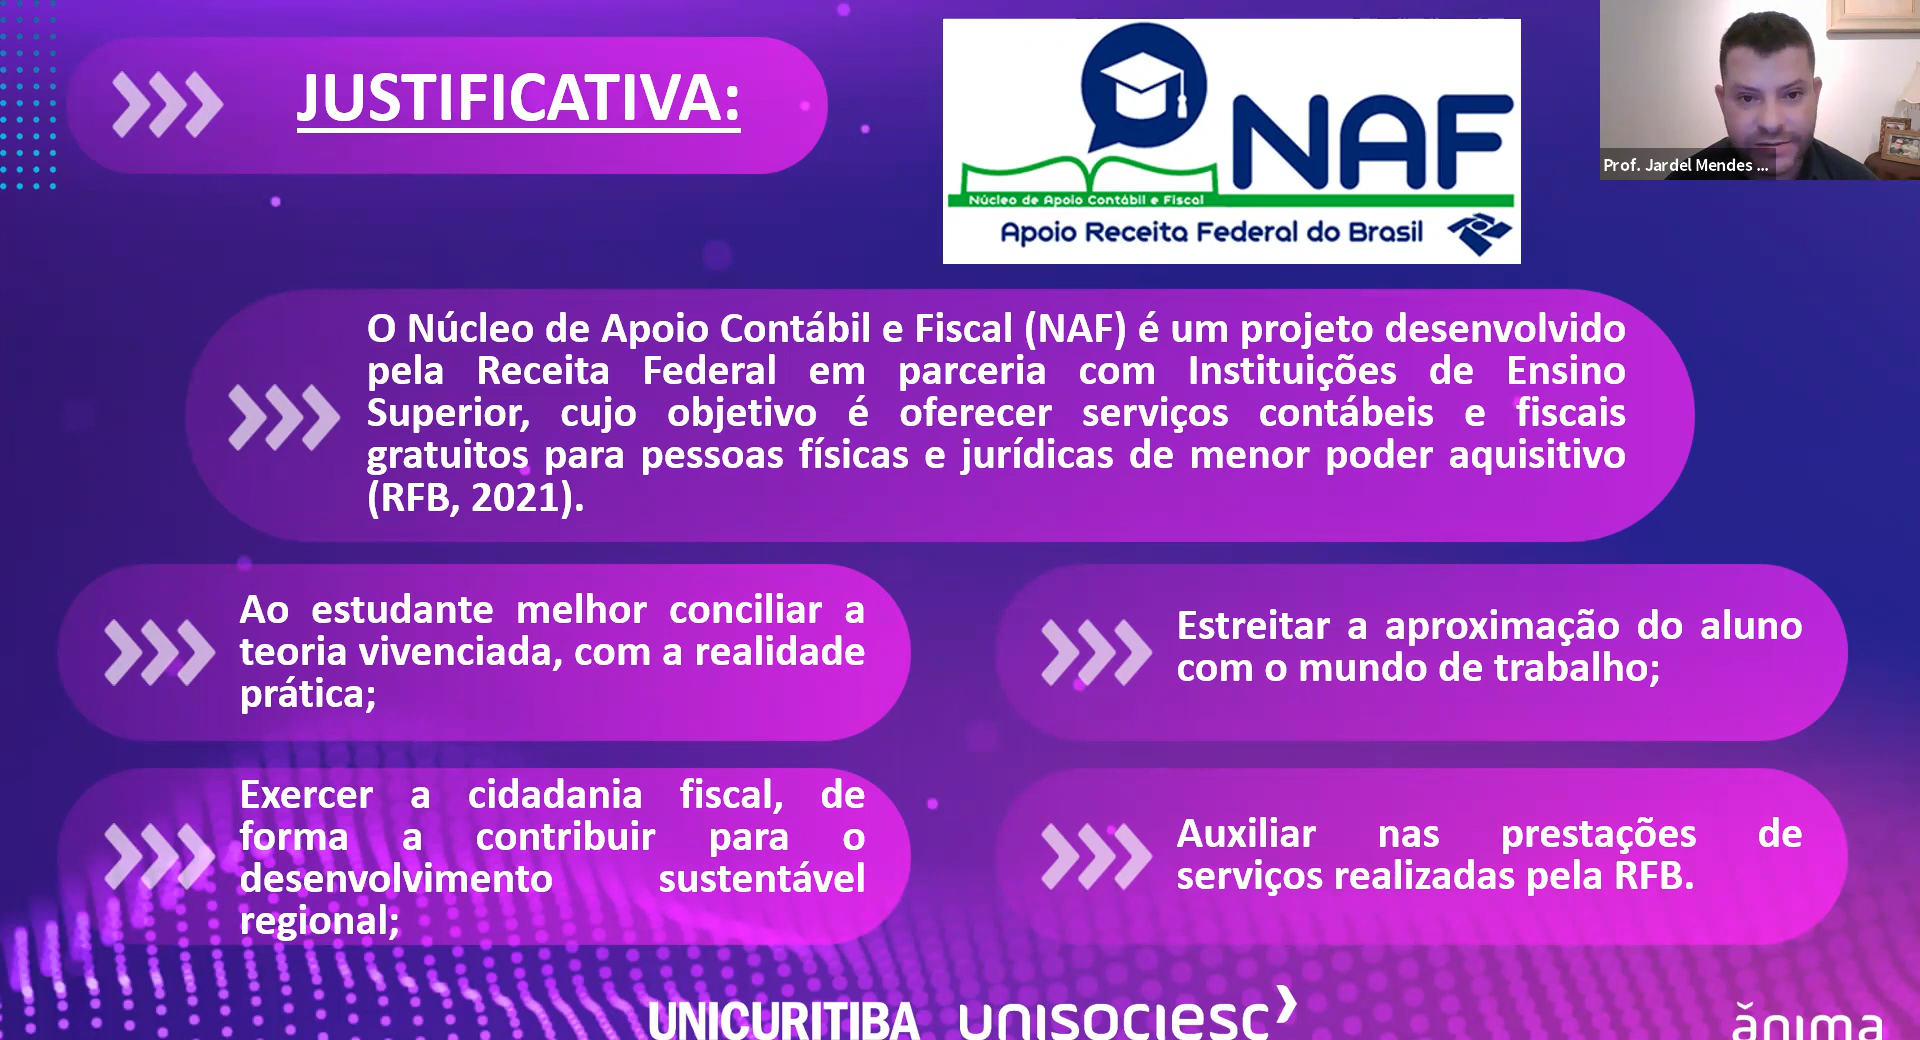 JUSTIFICATIVA:
NAF
Núcleo de Apoio Contábil e Fiscal
Apoio Receita Federal do Brasil
Prof. Jardel Mendes ...
O Núcleo de Apoio Contábil e Fiscal (NAF) é um projeto desenvolvido
pela Receita Federal em parceria com Instituições de Ensino
Superior, cujo objetivo é oferecer serviços contábeis e fiscais
gratuitos para pessoas físicas e jurídicas de menor poder aquisitivo
(RFB, 2021).
Ao estudante melhor conciliar a
teoria vivenciada, com a realidade
prática;
Estreitar a aproximação do aluno
com o mundo de trabalho;
Exercer a cidadania fiscal, de
forma a contribuir para o
desenvolvimento sustentável
regional;
Auxiliar nas prestações de
serviços realizadas pela RFB.
UNICURITIBA
unisociesc
ănima